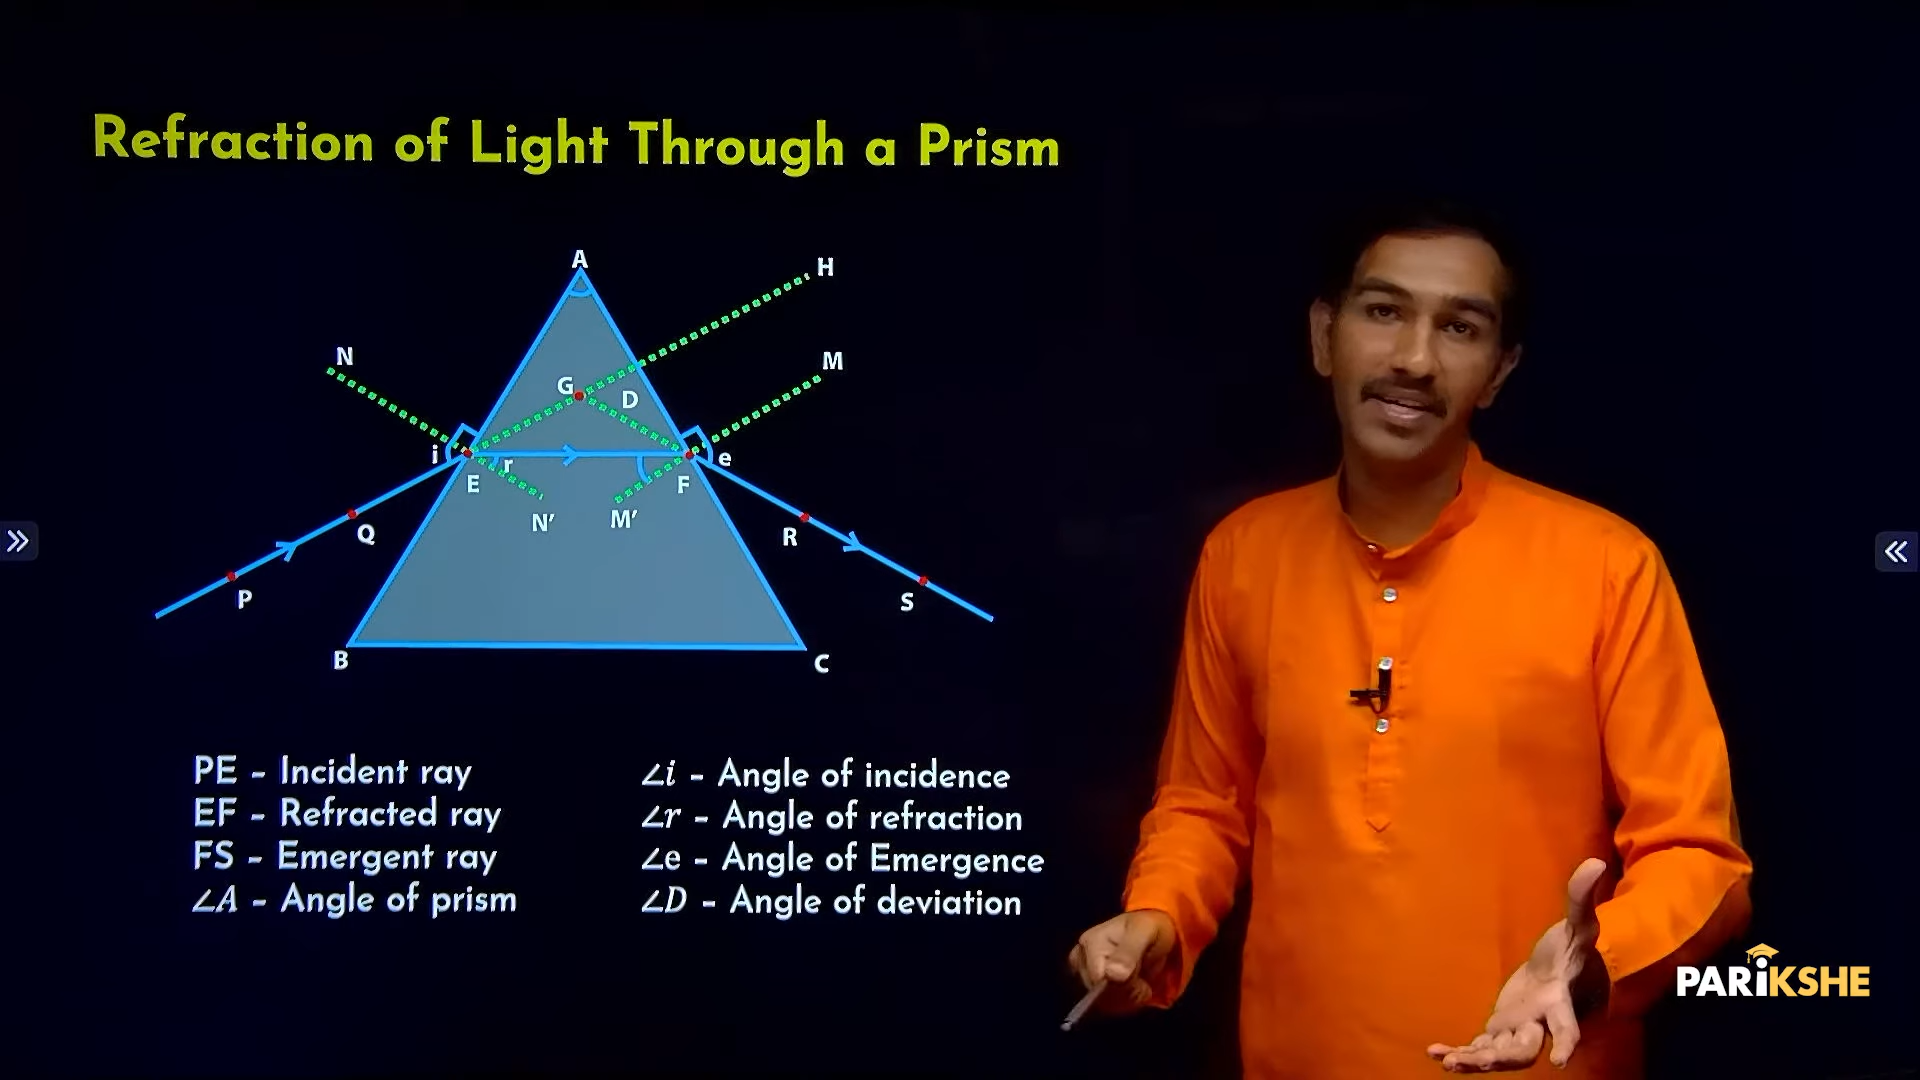 Refraction of Light Through a Prism
A
H
N
M
G
D
i
r
e
E
F
N′
M′
Q
R
P
S
B
C
PE – Incident ray
EF – Refracted ray
FS – Emergent ray
∠A – Angle of prism
∠i – Angle of incidence
∠r – Angle of refraction
∠e – Angle of Emergence
∠D – Angle of deviation
PARiKSHE